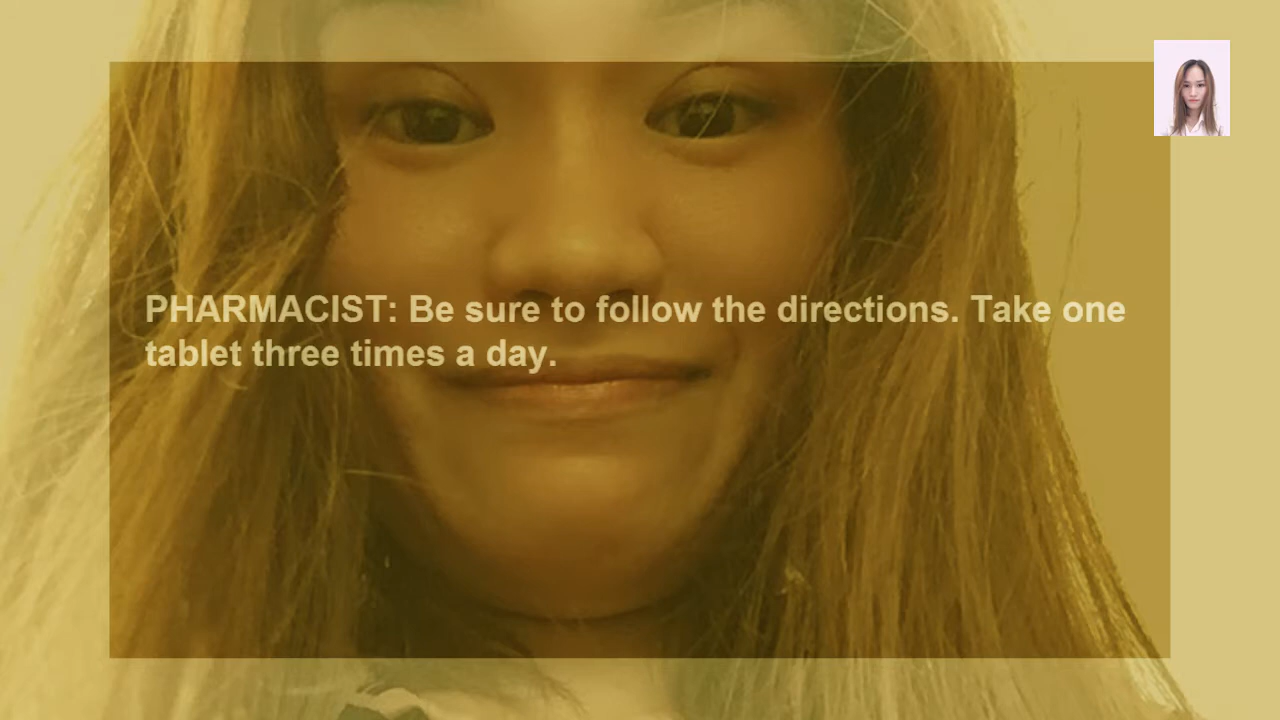 PHARMACIST: Be sure to follow the directions. Take one
tablet three times a day.